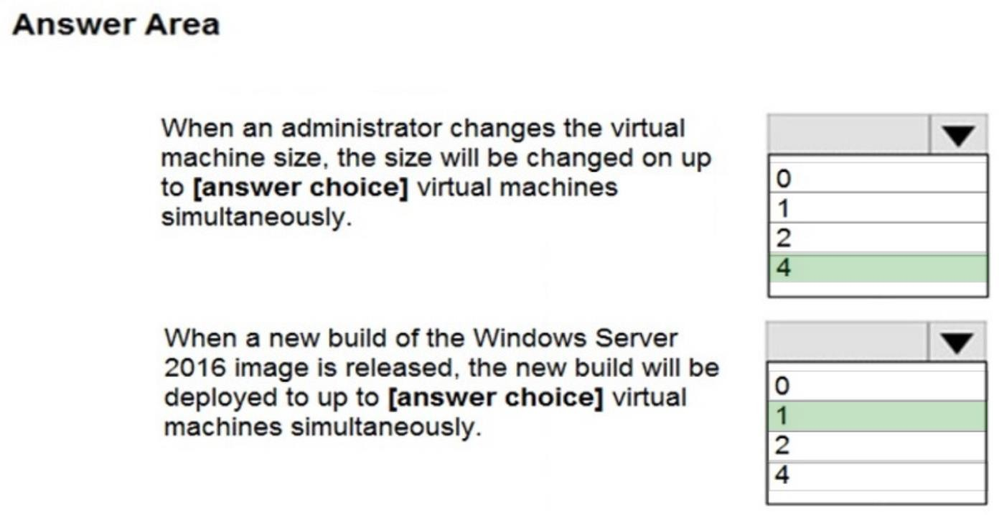 Answer Area
When an administrator changes the virtual
machine size, the size will be changed on up
to [answer choice] virtual machines
simultaneously.
0
1
2
4
When a new build of the Windows Server
2016 image is released, the new build will be
deployed to up to [answer choice] virtual
machines simultaneously.
0
1
2
4